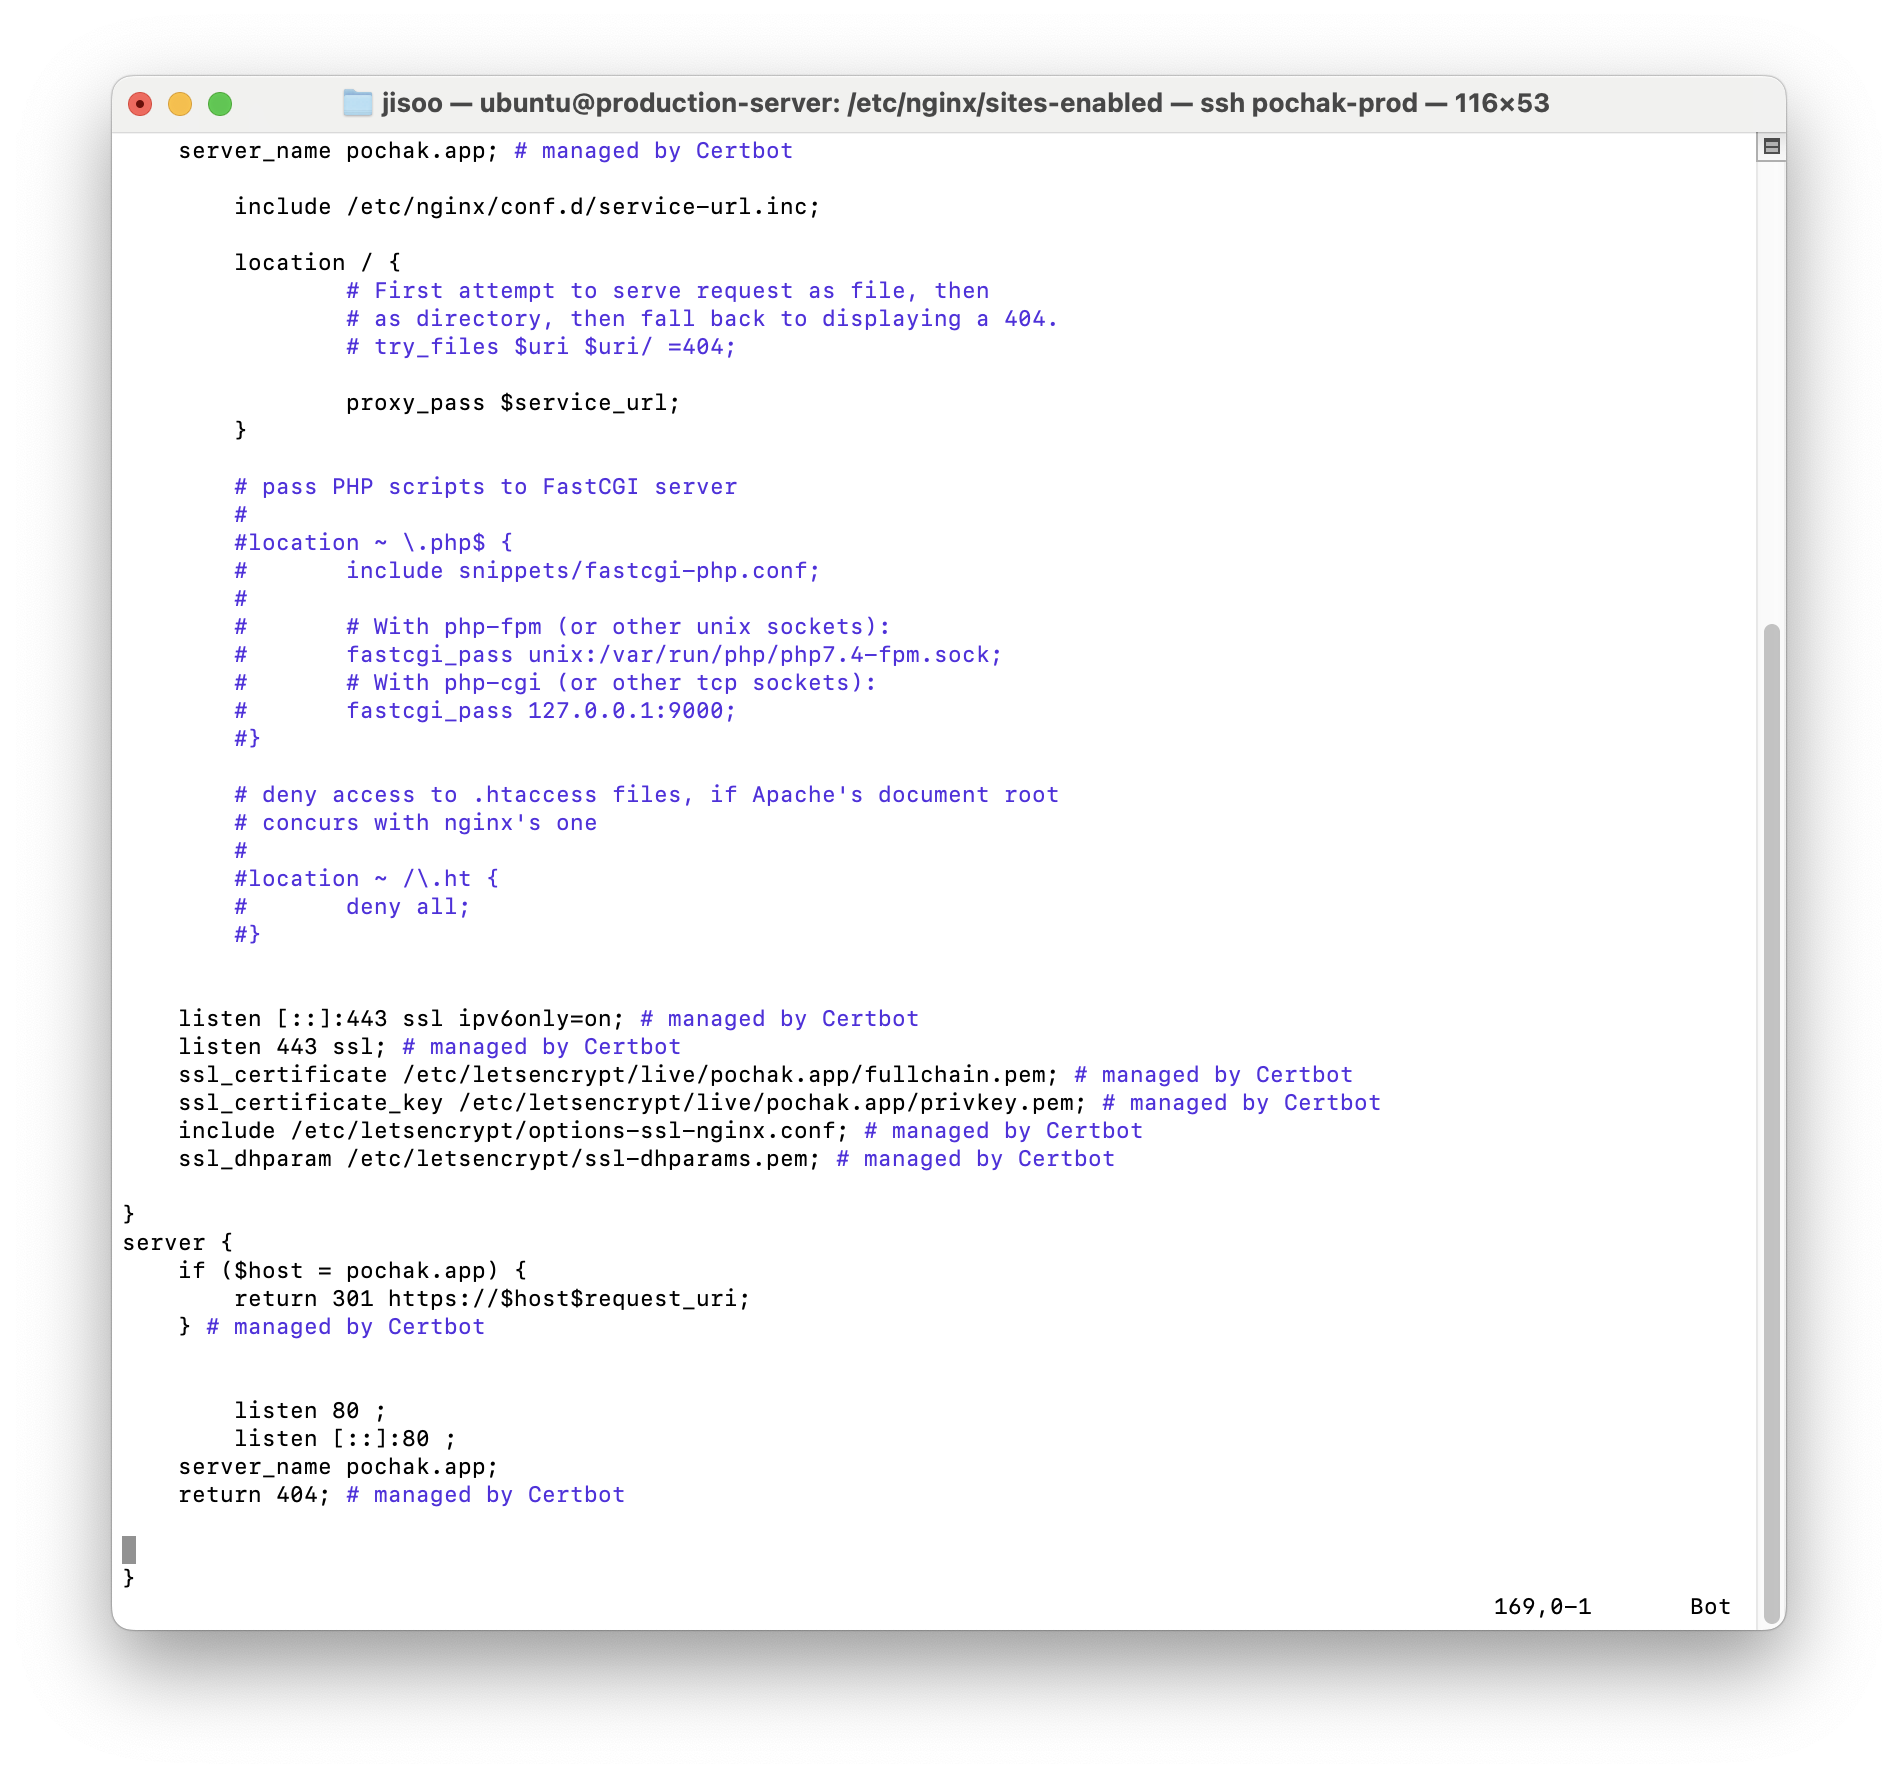 jisoo — ubuntu@production-server: /etc/nginx/sites-enabled — ssh pochak-prod — 116×53
    server_name pochak.app; # managed by Certbot

        include /etc/nginx/conf.d/service-url.inc;

        location / {
                # First attempt to serve request as file, then
                # as directory, then fall back to displaying a 404.
                # try_files $uri $uri/ =404;

                proxy_pass $service_url;
        }

        # pass PHP scripts to FastCGI server
        #
        #location ~ \.php$ {
        #       include snippets/fastcgi-php.conf;
        #
        #       # With php-fpm (or other unix sockets):
        #       fastcgi_pass unix:/var/run/php/php7.4-fpm.sock;
        #       # With php-cgi (or other tcp sockets):
        #       fastcgi_pass 127.0.0.1:9000;
        #}

        # deny access to .htaccess files, if Apache's document root
        # concurs with nginx's one
        #
        #location ~ /\.ht {
        #       deny all;
        #}


    listen [::]:443 ssl ipv6only=on; # managed by Certbot
    listen 443 ssl; # managed by Certbot
    ssl_certificate /etc/letsencrypt/live/pochak.app/fullchain.pem; # managed by Certbot
    ssl_certificate_key /etc/letsencrypt/live/pochak.app/privkey.pem; # managed by Certbot
    include /etc/letsencrypt/options-ssl-nginx.conf; # managed by Certbot
    ssl_dhparam /etc/letsencrypt/ssl-dhparams.pem; # managed by Certbot

}
server {
    if ($host = pochak.app) {
        return 301 https://$host$request_uri;
    } # managed by Certbot


        listen 80 ;
        listen [::]:80 ;
    server_name pochak.app;
    return 404; # managed by Certbot


}
169,0-1       Bot